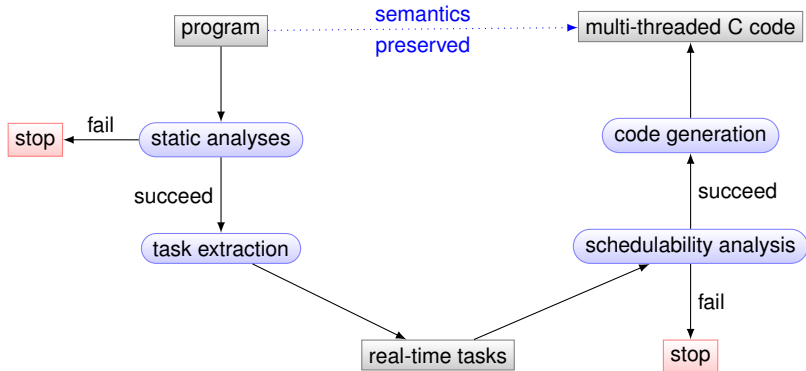 program
semantics
preserved
multi-threaded C code
stop
fail
static analyses
code generation
succeed
succeed
task extraction
schedulability analysis
fail
real-time tasks
stop